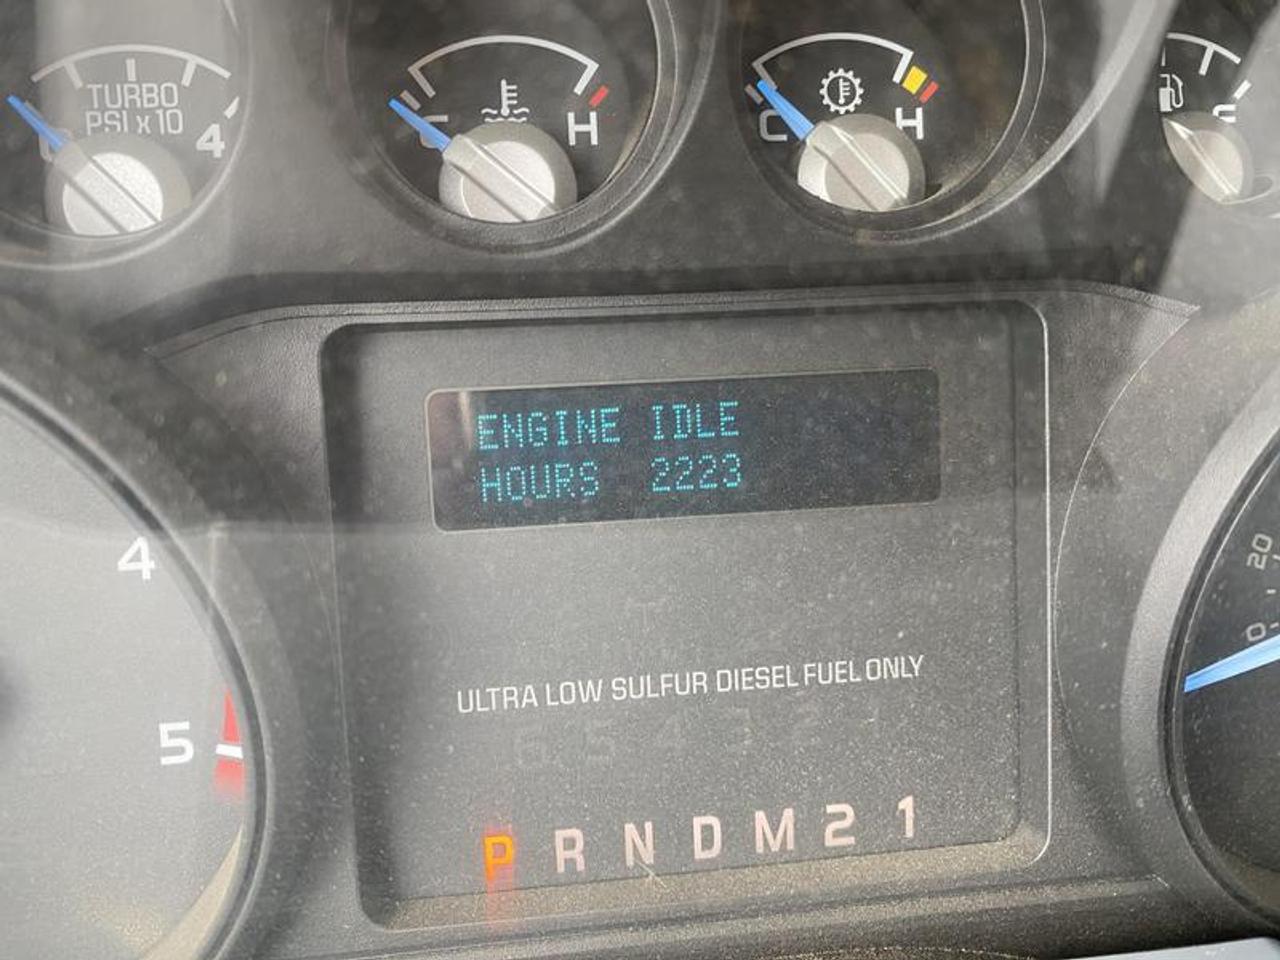 TURBO
PSI x 10
4
H
C
H
ENGINE IDLE
HOURS 2223
4
20
0
ULTRA LOW SULFUR DIESEL FUEL ONLY
5
P R N D M 2 1